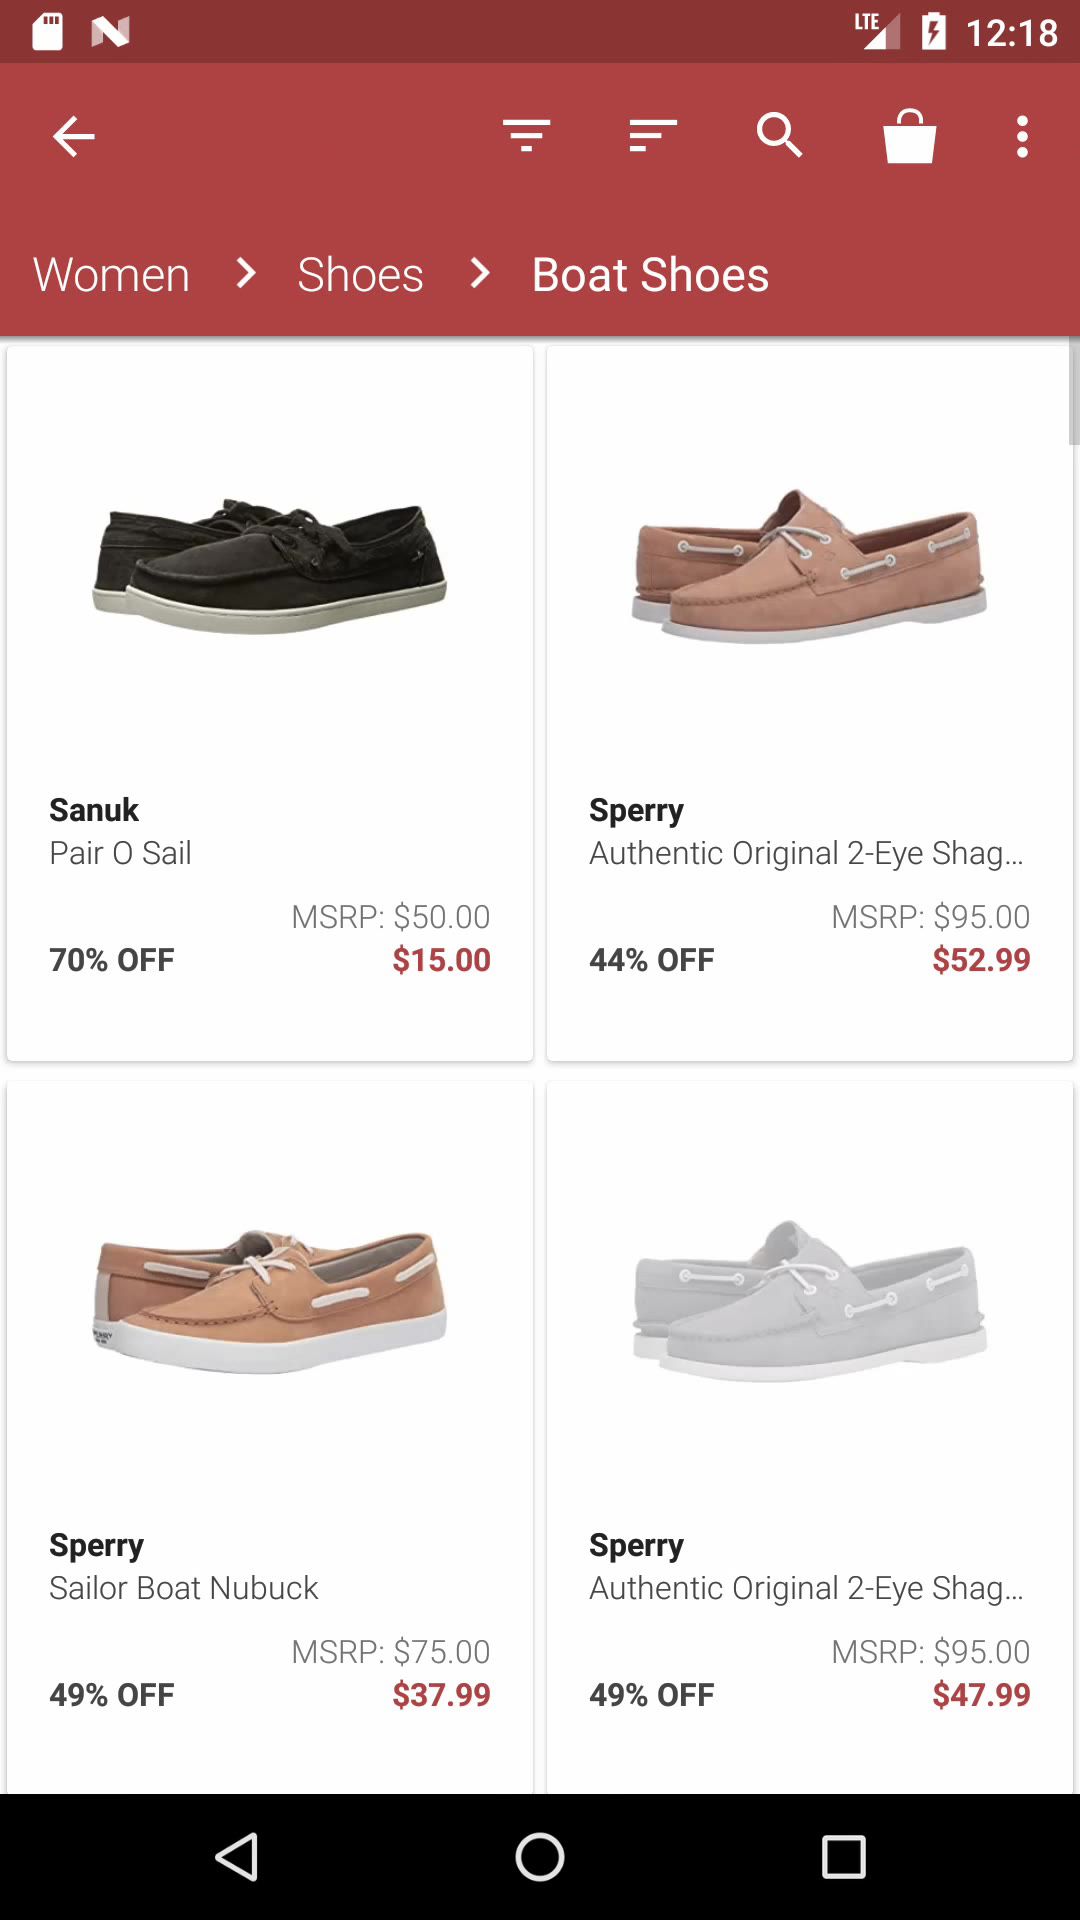 LTE 12:18
Women > Shoes > Boat Shoes
Sanuk
Pair O Sail
MSRP: $50.00
70% OFF $15.00
Sperry
Authentic Original 2-Eye Shag...
MSRP: $95.00
44% OFF $52.99
Sperry
Sailor Boat Nubuck
MSRP: $75.00
49% OFF $37.99
Sperry
Authentic Original 2-Eye Shag...
MSRP: $95.00
49% OFF $47.99